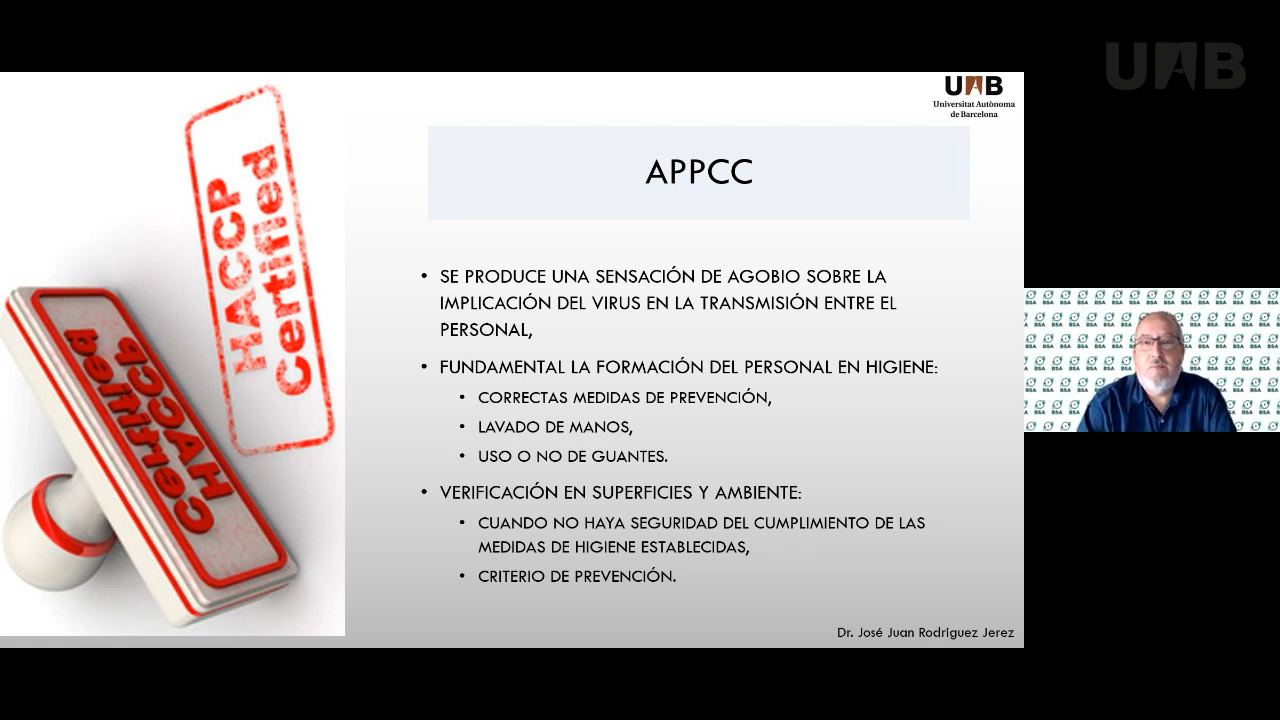 UAB
UAB
Universitat Autònoma
de Barcelona
HACCP
Certified
HACCP
Certified
APPCC
• SE PRODUCE UNA SENSACIÓN DE AGOBIO SOBRE LA
IMPLICACIÓN DEL VIRUS EN LA TRANSMISIÓN ENTRE EL
PERSONAL,
• FUNDAMENTAL LA FORMACIÓN DEL PERSONAL EN HIGIENE:
• CORRECTAS MEDIDAS DE PREVENCIÓN,
• LAVADO DE MANOS,
• USO O NO DE GUANTES.
• VERIFICACIÓN EN SUPERFICIES Y AMBIENTE:
• CUANDO NO HAYA SEGURIDAD DEL CUMPLIMIENTO DE LAS
MEDIDAS DE HIGIENE ESTABLECIDAS,
• CRITERIO DE PREVENCIÓN.
Dr. José Juan Rodríguez Jerez
BSA